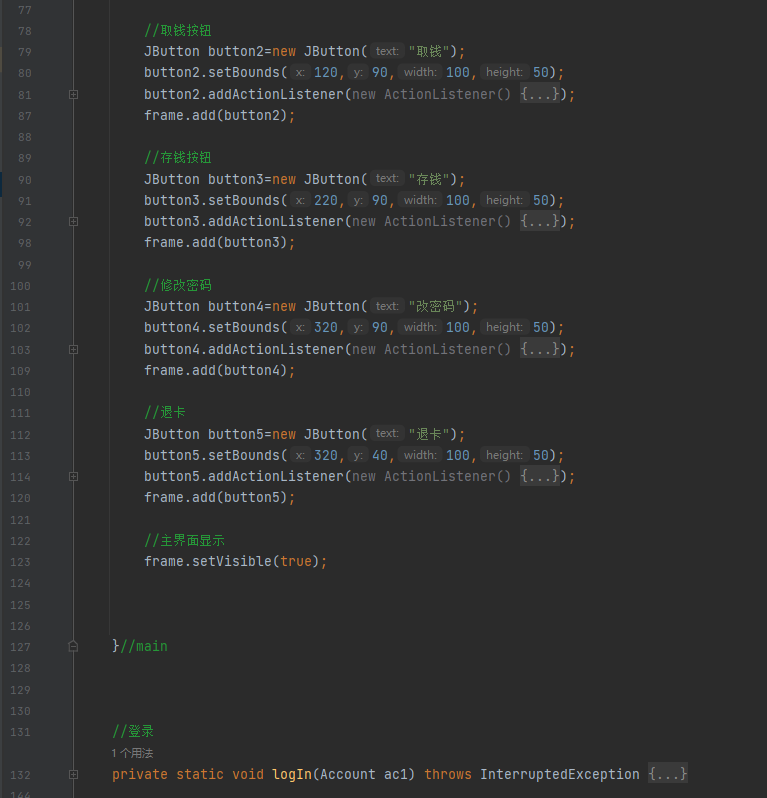 77
78 //取钱按钮
79 JButton button2=new JButton( text: "取钱");
80 button2.setBounds( x: 120, y: 90, width: 100, height: 50);
81 button2.addActionListener(new ActionListener() {...});
87 frame.add(button2);
88
89 //存钱按钮
90 JButton button3=new JButton( text: "存钱");
91 button3.setBounds( x: 220, y: 90, width: 100, height: 50);
92 button3.addActionListener(new ActionListener() {...});
98 frame.add(button3);
99
100 //修改密码
101 JButton button4=new JButton( text: "改密码");
102 button4.setBounds( x: 320, y: 90, width: 100, height: 50);
103 button4.addActionListener(new ActionListener() {...});
109 frame.add(button4);
110
111 //退卡
112 JButton button5=new JButton( text: "退卡");
113 button5.setBounds( x: 320, y: 40, width: 100, height: 50);
114 button5.addActionListener(new ActionListener() {...});
120 frame.add(button5);
121
122 //主界面显示
123 frame.setVisible(true);
124
125
126
127 }//main
128
129
130
131 //登录
1 个用法
132 private static void logIn(Account ac1) throws InterruptedException {...}
144